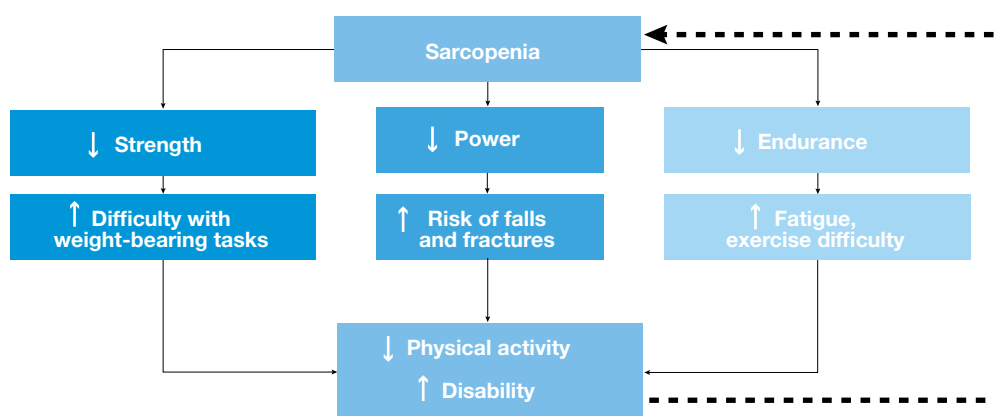 Sarcopenia
↓ Strength
↓ Power
↓ Endurance
↑ Difficulty with
weight-bearing tasks
↑ Risk of falls
and fractures
↑ Fatigue,
exercise difficulty
↓ Physical activity
↑ Disability